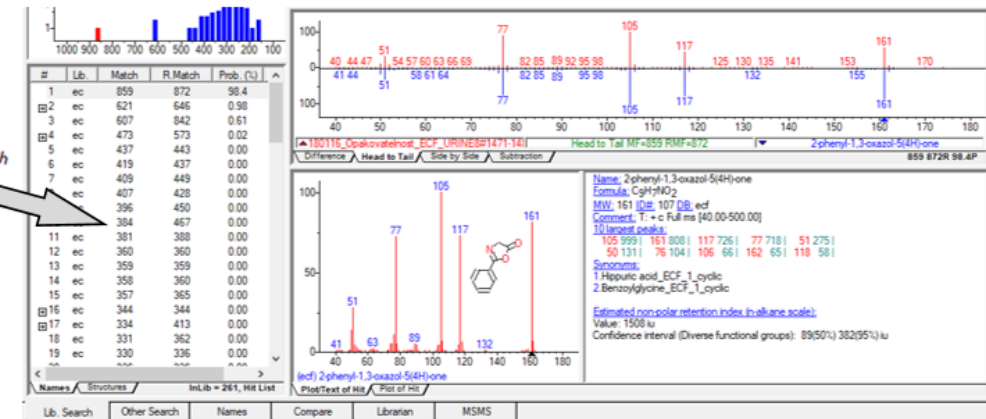 1
1000 900 800 700 600 500 400 300 200 100
# Lib. Match R.Match Prob. (%)
1 ec 859 872 98.4
2 ec 621 646 0.98
3 ec 607 842 0.61
4 ec 473 573 0.02
5 ec 437 443 0.00
6 ec 419 437 0.00
7 ec 409 449 0.00
ec 407 428 0.00
396 450 0.00
384 467 0.00
11 ec 381 388 0.00
12 ec 360 360 0.00
13 ec 359 359 0.00
14 ec 358 360 0.00
15 ec 357 365 0.00
16 ec 344 344 0.00
17 ec 334 413 0.00
18 ec 331 362 0.00
19 ec 330 336 0.00
Names Structures InLib = 261, Hit List
100
0
100
77 105 117 161
40 44 47 51 54 57 60 63 66 69 82 85 89 92 95 98 125 130 135 141 153 170
41 44 51 58 61 64 82 85 89 95 98 132 155
77 105 117 161
40 50 60 70 80 90 100 110 120 130 140 150 160 170 180
180116_Opakovatelnost_ECF_URINE8#1471-14 Head to Tail MF=859 RMF=872 2-phenyl-1,3-oxazol-5(4H)-one
Difference Head to Tail Side by Side Subtraction 859 872R 98.4P
100
50
0
105 161 77 117 51
N O O
41 63 89 132
40 60 80 100 120 140 160 180
(ecf) 2-phenyl-1,3-oxazol-5(4H)-one
Plot/Text of Hit Plot of Hit
Name: 2-phenyl-1,3-oxazol-5(4H)-one
Formula: C9H7NO2
MW: 161 ID#: 107 DB: ecf
Comment: T: + c Full ms [40.00-500.00]
10 largest peaks:
105 999 | 161 808 | 117 726 | 77 718 | 51 275 |
50 131 | 76 104 | 106 66 | 162 65 | 118 58 |
Synonyms:
1.Hippuric acid_ECF_1_cyclic
2.Benzoylglycine_ECF_1_cyclic
Estimated non-polar retention index (n-alkane scale):
Value: 1508 iu
Confidence interval (Diverse functional groups): 89(50%) 382(95%) iu
Lib. Search Other Search Names Compare Librarian MSMS